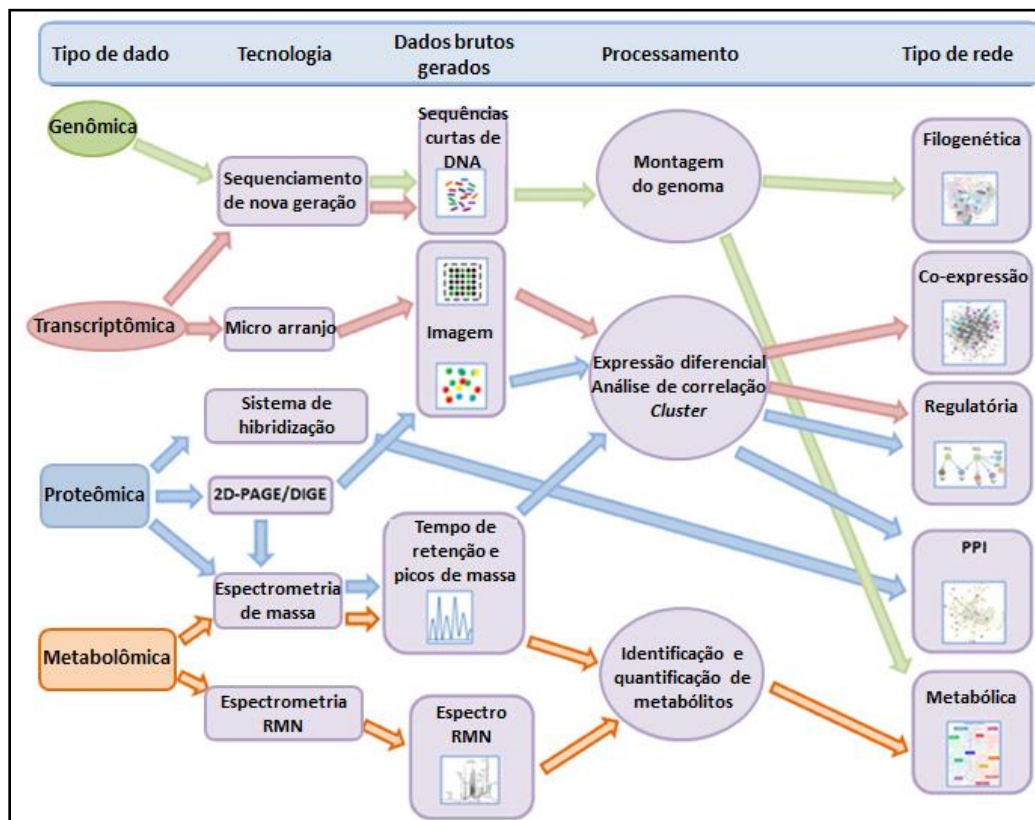 Tipo de dado
Tecnologia
Dados brutos
gerados
Processamento
Tipo de rede
Genômica
Sequenciamento
de nova geração
Sequências
curtas de
DNA
Montagem
do genoma
Filogenética
Transcriptômica
Micro arranjo
Imagem
Expressão diferencial
Análise de correlação
Cluster
Co-expressão
Regulatória
Proteômica
Sistema de
hibridização
2D-PAGE/DIGE
Espectrometria
de massa
Tempo de
retenção e
picos de massa
PPI
Metabolômica
Espectrometria
RMN
Espectro
RMN
Identificação e
quantificação de
metabólitos
Metabólica